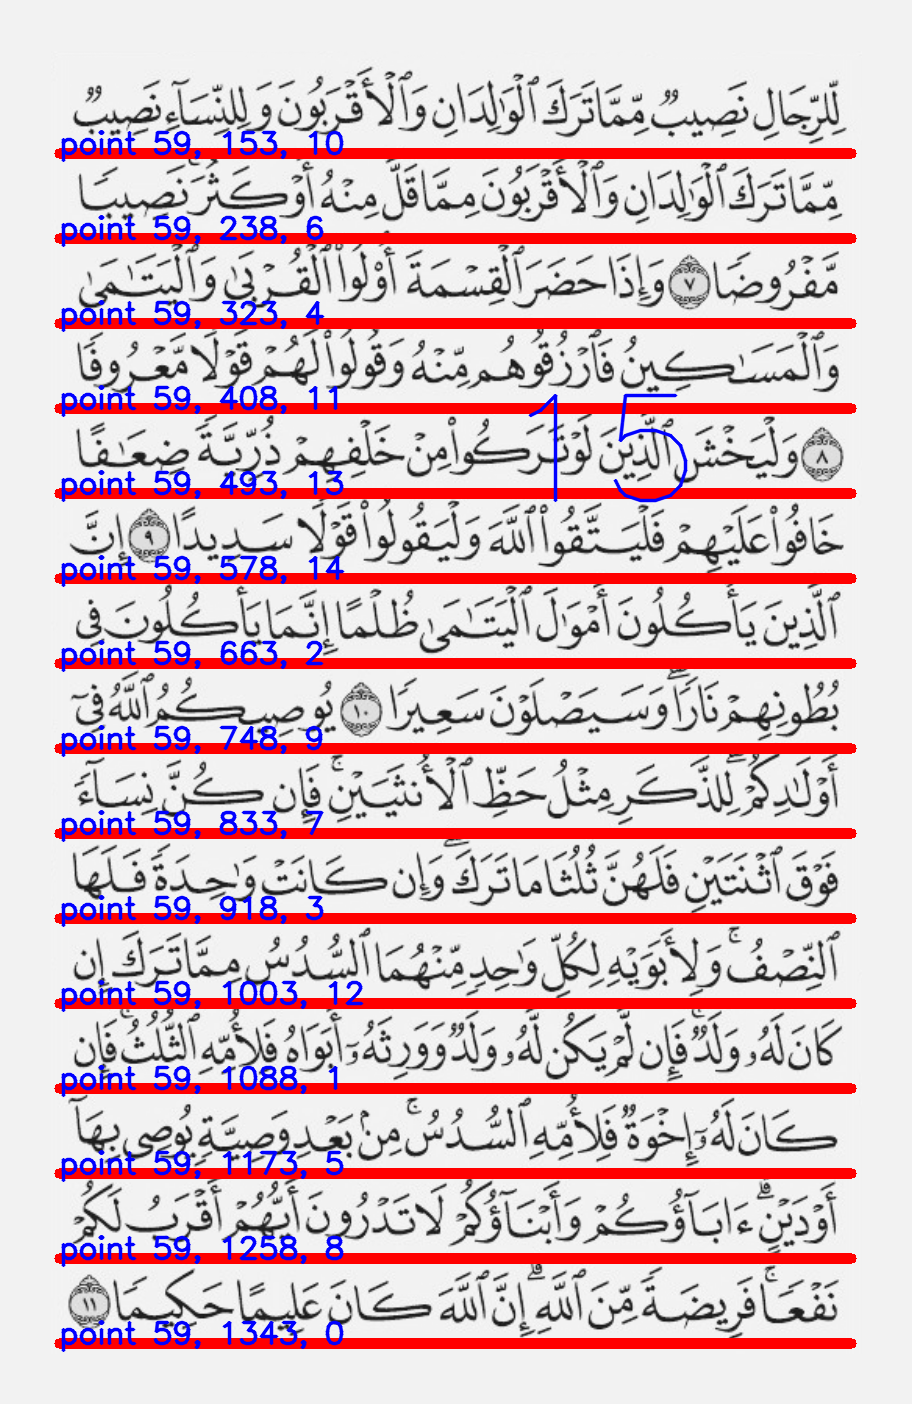 لِّلرِّجَالِ نَصِيبٌ مِّمَّا تَرَكَ ٱلْوَٰلِدَانِ وَٱلْأَقْرَبُونَ وَلِلنِّسَآءِ نَصِيبٌ
point 59, 153, 10
مِّمَّا تَرَكَ ٱلْوَٰلِدَانِ وَٱلْأَقْرَبُونَ مِمَّا قَلَّ مِنْهُ أَوْ كَثُرَ ۚ نَصِيبًا
point 59, 238, 6
مَّفْرُوضًا ٧ وَإِذَا حَضَرَ ٱلْقِسْمَةَ أُو۟لُوا۟ ٱلْقُرْبَىٰ وَٱلْيَتَـٰمَىٰ
point 59, 323, 4
وَٱلْمَسَـٰكِينُ فَٱرْزُقُوهُم مِّنْهُ وَقُولُوا۟ لَهُمْ قَوْلًا مَّعْرُوفًا
point 59, 408, 11
15
٨ وَلْيَخْشَ ٱلَّذِينَ لَوْ تَرَكُوا۟ مِنْ خَلْفِهِمْ ذُرِّيَّةً ضِعَـٰفًا
point 59, 493, 13
خَافُوا۟ عَلَيْهِمْ فَلْيَتَّقُوا۟ ٱللَّهَ وَلْيَقُولُوا۟ قَوْلًا سَدِيدًا ٩ إِنَّ
point 59, 578, 14
ٱلَّذِينَ يَأْكُلُونَ أَمْوَٰلَ ٱلْيَتَـٰمَىٰ ظُلْمًا إِنَّمَا يَأْكُلُونَ فِى
point 59, 663, 2
بُطُونِهِمْ نَارًا ۖ وَسَيَصْلَوْنَ سَعِيرًا ١٠ يُوصِيكُمُ ٱللَّهُ فِىٓ
point 59, 748, 9
أَوْلَـٰدِكُمْ ۖ لِلذَّكَرِ مِثْلُ حَظِّ ٱلْأُنثَيَيْنِ ۚ فَإِن كُنَّ نِسَآءً
point 59, 833, 7
فَوْقَ ٱثْنَتَيْنِ فَلَهُنَّ ثُلُثَا مَا تَرَكَ ۖ وَإِن كَانَتْ وَٰحِدَةً فَلَهَا
point 59, 918, 3
ٱلنِّصْفُ ۚ وَلِأَبَوَيْهِ لِكُلِّ وَٰحِدٍ مِّنْهُمَا ٱلسُّدُسُ مِمَّا تَرَكَ إِن
point 59, 1003, 12
كَانَ لَهُۥ وَلَدٌ ۚ فَإِن لَّمْ يَكُن لَّهُۥ وَلَدٌ وَوَرِثَهُۥٓ أَبَوَاهُ فَلِأُمِّهِ ٱلثُّلُثُ ۚ فَإِن
point 59, 1088, 1
كَانَ لَهُۥٓ إِخْوَةٌ فَلِأُمِّهِ ٱلسُّدُسُ ۚ مِنۢ بَعْدِ وَصِيَّةٍ يُوصِى بِهَآ
point 59, 1173, 5
أَوْ دَيْنٍ ۗ ءَابَآؤُكُمْ وَأَبْنَآؤُكُمْ لَا تَدْرُونَ أَيُّهُمْ أَقْرَبُ لَكُمْ
point 59, 1258, 8
نَفْعًا ۚ فَرِيضَةً مِّنَ ٱللَّهِ ۗ إِنَّ ٱللَّهَ كَانَ عَلِيمًا حَكِيمًا ١١
point 59, 1343, 0